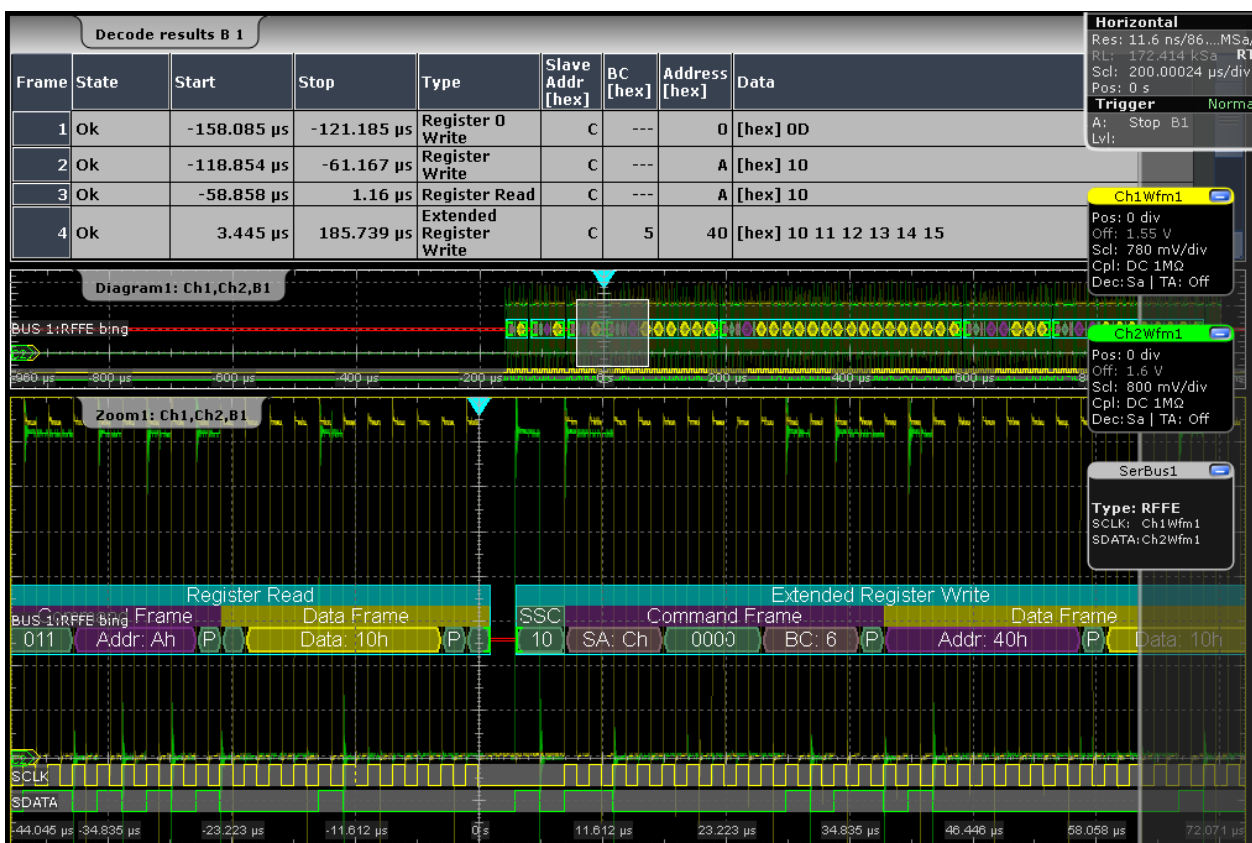 Decode results B 1
Frame State Start Stop Type Slave Addr [hex] BC [hex] Address [hex] Data
1 Ok -158.085 µs -121.185 µs Register 0 Write C --- 0 [hex] 0D
2 Ok -118.854 µs -61.167 µs Register Write C --- A [hex] 10
3 Ok -58.858 µs 1.16 µs Register Read C --- A [hex] 10
4 Ok 3.445 µs 185.739 µs Extended Register Write C 5 40 [hex] 10 11 12 13 14 15
Horizontal
Res: 11.6 ns/86....MSa/
RL: 172.414 kSa RT
Scl: 200.00024 µs/div
Pos: 0 s
Trigger Norma
A: Stop B1
Lvl:
Ch1Wfm1
Pos: 0 div
Off: 1.55 V
Scl: 780 mV/div
Cpl: DC 1MΩ
Dec: Sa | TA: Off
Diagram1: Ch1,Ch2,B1
BUS 1:RFFE bing
-960 µs -800 µs -600 µs -400 µs -200 µs 0 s 200 µs 400 µs 600 µs
Ch2Wfm1
Pos: 0 div
Off: 1.6 V
Scl: 800 mV/div
Cpl: DC 1MΩ
Dec: Sa | TA: Off
Zoom1: Ch1,Ch2,B1
SerBus1
Type: RFFE
SCLK: Ch1Wfm1
SDATA:Ch2Wfm1
Register Read Extended Register Write
BUS 1:RFFE bing Command Frame Data Frame SSC Command Frame Data Frame
011 Addr: Ah P Data: 10h P 10 SA: Ch 0000 BC: 6 P Addr: 40h P Data: 10h
SCLK
SDATA
-44.045 µs -34.835 µs -23.223 µs -11.612 µs 0 s 11.612 µs 23.223 µs 34.835 µs 46.446 µs 58.058 µs 72.071 µs